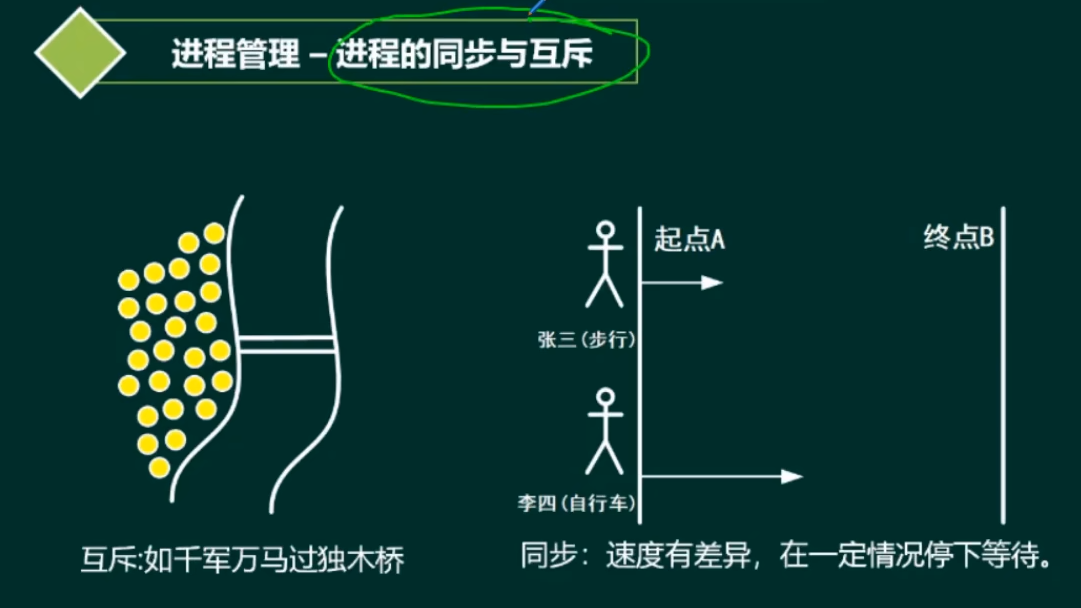 进程管理 – 进程的同步与互斥
起点A
终点B
张三(步行)
李四(自行车)
互斥:如千军万马过独木桥
同步：速度有差异，在一定情况停下等待。